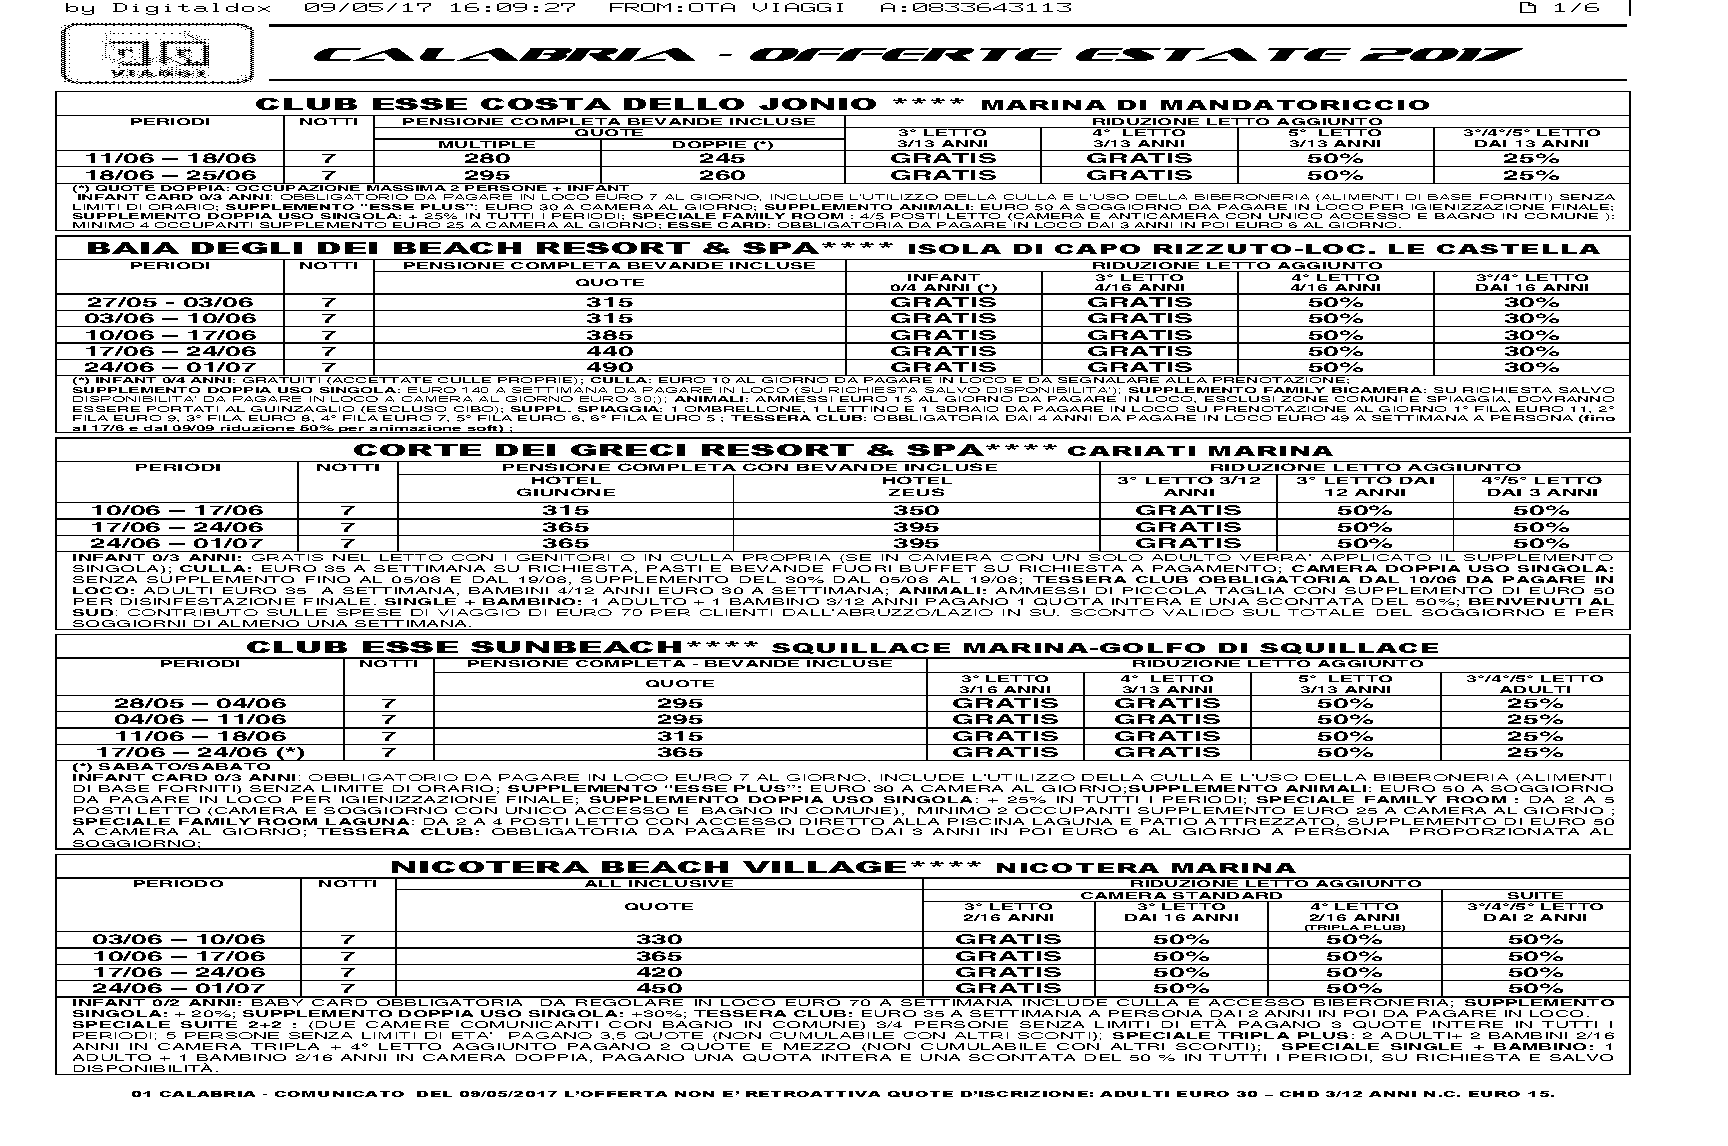 by Digitaldox 09/05/17 16:09:27 FROM:OTA VIAGGI A:0833643113 1/6
VIAGGI
CALABRIA - OFFERTE ESTATE 2017
CLUB ESSE COSTA DELLO JONIO **** MARINA DI MANDATORICCIO
PERIODI NOTTI PENSIONE COMPLETA BEVANDE INCLUSE RIDUZIONE LETTO AGGIUNTO
QUOTE 3° LETTO 4° LETTO 5° LETTO 3°/4°/5° LETTO
MULTIPLE DOPPIE (*) 3/13 ANNI 3/13 ANNI 3/13 ANNI DAI 13 ANNI
11/06 – 18/06 7 280 245 GRATIS GRATIS 50% 25%
18/06 – 25/06 7 295 260 GRATIS GRATIS 50% 25%
(*) QUOTE DOPPIA: OCCUPAZIONE MASSIMA 2 PERSONE + INFANT
INFANT CARD 0/3 ANNI: OBBLIGATORIO DA PAGARE IN LOCO EURO 7 AL GIORNO, INCLUDE L'UTILIZZO DELLA CULLA E L'USO DELLA BIBERONERIA (ALIMENTI DI BASE FORNITI) SENZA
LIMITI DI ORARIO; SUPPLEMENTO "ESSE PLUS": EURO 30 A CAMERA AL GIORNO; SUPPLEMENTO ANIMALI: EURO 50 A SOGGIORNO DA PAGARE IN LOCO PER IGIENIZZAZIONE FINALE;
SUPPLEMENTO DOPPIA USO SINGOLA: + 25% IN TUTTI I PERIODI; SPECIALE FAMILY ROOM : 4/5 POSTI LETTO (CAMERA E ANTICAMERA CON UNICO ACCESSO E BAGNO IN COMUNE ):
MINIMO 4 OCCUPANTI SUPPLEMENTO EURO 25 A CAMERA AL GIORNO; ESSE CARD: OBBLIGATORIA DA PAGARE IN LOCO DAI 3 ANNI IN POI EURO 6 AL GIORNO.
BAIA DEGLI DEI BEACH RESORT & SPA**** ISOLA DI CAPO RIZZUTO-LOC. LE CASTELLA
PERIODI NOTTI PENSIONE COMPLETA BEVANDE INCLUSE RIDUZIONE LETTO AGGIUNTO
QUOTE INFANT 3° LETTO 4° LETTO 3°/4° LETTO
0/4 ANNI (*) 4/16 ANNI 4/16 ANNI DAI 16 ANNI
27/05 - 03/06 7 315 GRATIS GRATIS 50% 30%
03/06 – 10/06 7 315 GRATIS GRATIS 50% 30%
10/06 – 17/06 7 385 GRATIS GRATIS 50% 30%
17/06 – 24/06 7 440 GRATIS GRATIS 50% 30%
24/06 – 01/07 7 490 GRATIS GRATIS 50% 30%
(*) INFANT 0/4 ANNI: GRATUITI (ACCETTATE CULLE PROPRIE); CULLA: EURO 10 AL GIORNO DA PAGARE IN LOCO E DA SEGNALARE ALLA PRENOTAZIONE;
SUPPLEMENTO DOPPIA USO SINGOLA: EURO 140 A SETTIMANA DA PAGARE IN LOCO (SU RICHIESTA SALVO DISPONIBILITA'); SUPPLEMENTO FAMILY BICAMERA: SU RICHIESTA SALVO
DISPONIBILITA' DA PAGARE IN LOCO A CAMERA AL GIORNO EURO 30;); ANIMALI: AMMESSI EURO 15 AL GIORNO DA PAGARE IN LOCO, ESCLUSI ZONE COMUNI E SPIAGGIA, DOVRANNO
ESSERE PORTATI AL GUINZAGLIO (ESCLUSO CIBO); SUPPL. SPIAGGIA: 1 OMBRELLONE, 1 LETTINO E 1 SDRAIO DA PAGARE IN LOCO SU PRENOTAZIONE AL GIORNO 1° FILA EURO 11, 2°
FILA EURO 9, 3° FILA EURO 8, 4° FILA EURO 7, 5° FILA EURO 6, 6° FILA EURO 5 ; TESSERA CLUB: OBBLIGATORIA DAI 4 ANNI DA PAGARE IN LOCO EURO 49 A SETTIMANA A PERSONA (fino
al 17/6 e dal 09/09 riduzione 50% per animazione soft) ;
CORTE DEI GRECI RESORT & SPA**** CARIATI MARINA
PERIODI NOTTI PENSIONE COMPLETA CON BEVANDE INCLUSE RIDUZIONE LETTO AGGIUNTO
HOTEL HOTEL 3° LETTO 3/12 3° LETTO DAI 4°/5° LETTO
GIUNONE ZEUS ANNI 12 ANNI DAI 3 ANNI
10/06 – 17/06 7 315 350 GRATIS 50% 50%
17/06 – 24/06 7 365 395 GRATIS 50% 50%
24/06 – 01/07 7 365 395 GRATIS 50% 50%
INFANT 0/3 ANNI: GRATIS NEL LETTO CON I GENITORI O IN CULLA PROPRIA (SE IN CAMERA CON UN SOLO ADULTO VERRA' APPLICATO IL SUPPLEMENTO
SINGOLA); CULLA: EURO 35 A SETTIMANA SU RICHIESTA, PASTI E BEVANDE FUORI BUFFET SU RICHIESTA A PAGAMENTO; CAMERA DOPPIA USO SINGOLA:
SENZA SUPPLEMENTO FINO AL 05/08 E DAL 19/08, SUPPLEMENTO DEL 30% DAL 05/08 AL 19/08; TESSERA CLUB OBBLIGATORIA DAL 10/06 DA PAGARE IN
LOCO: ADULTI EURO 35 A SETTIMANA, BAMBINI 4/12 ANNI EURO 30 A SETTIMANA; ANIMALI: AMMESSI DI PICCOLA TAGLIA CON SUPPLEMENTO DI EURO 50
PER DISINFESTAZIONE FINALE. SINGLE + BAMBINO: 1 ADULTO + 1 BAMBINO 3/12 ANNI PAGANO 1 QUOTA INTERA E UNA SCONTATA DEL 50%; BENVENUTI AL
SUD: CONTRIBUTO SULLE SPESE DI VIAGGIO DI EURO 70 PER CLIENTI DALL'ABRUZZO/LAZIO IN SU. SCONTO VALIDO SUL TOTALE DEL SOGGIORNO E PER
SOGGIORNI DI ALMENO UNA SETTIMANA.
CLUB ESSE SUNBEACH**** SQUILLACE MARINA-GOLFO DI SQUILLACE
PERIODI NOTTI PENSIONE COMPLETA - BEVANDE INCLUSE RIDUZIONE LETTO AGGIUNTO
QUOTE 3° LETTO 4° LETTO 5° LETTO 3°/4°/5° LETTO
3/16 ANNI 3/13 ANNI 3/13 ANNI ADULTI
28/05 – 04/06 7 295 GRATIS GRATIS 50% 25%
04/06 – 11/06 7 295 GRATIS GRATIS 50% 25%
11/06 – 18/06 7 315 GRATIS GRATIS 50% 25%
17/06 – 24/06 (*) 7 365 GRATIS GRATIS 50% 25%
(*) SABATO/SABATO
INFANT CARD 0/3 ANNI: OBBLIGATORIO DA PAGARE IN LOCO EURO 7 AL GIORNO, INCLUDE L'UTILIZZO DELLA CULLA E L'USO DELLA BIBERONERIA (ALIMENTI
DI BASE FORNITI) SENZA LIMITE DI ORARIO; SUPPLEMENTO "ESSE PLUS": EURO 30 A CAMERA AL GIORNO;SUPPLEMENTO ANIMALI: EURO 50 A SOGGIORNO
DA PAGARE IN LOCO PER IGIENIZZAZIONE FINALE; SUPPLEMENTO DOPPIA USO SINGOLA: + 25% IN TUTTI I PERIODI; SPECIALE FAMILY ROOM : DA 2 A 5
POSTI LETTO (CAMERA E SOGGIORNO CON UNICO ACCESSO E BAGNO IN COMUNE), MINIMO 2 OCCUPANTI SUPPLEMENTO EURO 25 A CAMERA AL GIORNO ;
SPECIALE FAMILY ROOM LAGUNA: DA 2 A 4 POSTI LETTO CON ACCESSO DIRETTO ALLA PISCINA LAGUNA E PATIO ATTREZZATO, SUPPLEMENTO DI EURO 50
A CAMERA AL GIORNO; TESSERA CLUB: OBBLIGATORIA DA PAGARE IN LOCO DAI 3 ANNI IN POI EURO 6 AL GIORNO A PERSONA PROPORZIONATA AL
SOGGIORNO;
NICOTERA BEACH VILLAGE**** NICOTERA MARINA
PERIODO NOTTI ALL INCLUSIVE RIDUZIONE LETTO AGGIUNTO
CAMERA STANDARD SUITE
QUOTE 3° LETTO 3° LETTO 4° LETTO 3°/4°/5° LETTO
2/16 ANNI DAI 16 ANNI 2/16 ANNI DAI 2 ANNI
(TRIPLA PLUS)
03/06 – 10/06 7 330 GRATIS 50% 50% 50%
10/06 – 17/06 7 365 GRATIS 50% 50% 50%
17/06 – 24/06 7 420 GRATIS 50% 50% 50%
24/06 – 01/07 7 450 GRATIS 50% 50% 50%
INFANT 0/2 ANNI: BABY CARD OBBLIGATORIA DA REGOLARE IN LOCO EURO 70 A SETTIMANA INCLUDE CULLA E ACCESSO BIBERONERIA; SUPPLEMENTO
SINGOLA: + 20%; SUPPLEMENTO DOPPIA USO SINGOLA: +30%; TESSERA CLUB: EURO 35 A SETTIMANA A PERSONA DAI 2 ANNI IN POI DA PAGARE IN LOCO.
SPECIALE SUITE 2+2 : (DUE CAMERE COMUNICANTI CON BAGNO IN COMUNE) 3/4 PERSONE SENZA LIMITI DI ETÀ PAGANO 3 QUOTE INTERE IN TUTTI I
PERIODI; 5 PERSONE SENZA LIMITI DI ETA' PAGANO 3,5 QUOTE (NON CUMULABILE CON ALTRI SCONTI); SPECIALE TRIPLA PLUS: 2 ADULTI+ 2 BAMBINI 2/16
ANNI IN CAMERA TRIPLA + 4° LETTO AGGIUNTO PAGANO 2 QUOTE E MEZZO (NON CUMULABILE CON ALTRI SCONTI); SPECIALE SINGLE + BAMBINO: 1
ADULTO + 1 BAMBINO 2/16 ANNI IN CAMERA DOPPIA, PAGANO UNA QUOTA INTERA E UNA SCONTATA DEL 50 % IN TUTTI I PERIODI, SU RICHIESTA E SALVO
DISPONIBILITÀ.
01 CALABRIA - COMUNICATO DEL 09/05/2017 L'OFFERTA NON E' RETROATTIVA QUOTE D'ISCRIZIONE: ADULTI EURO 30 – CHD 3/12 ANNI N.C. EURO 15.